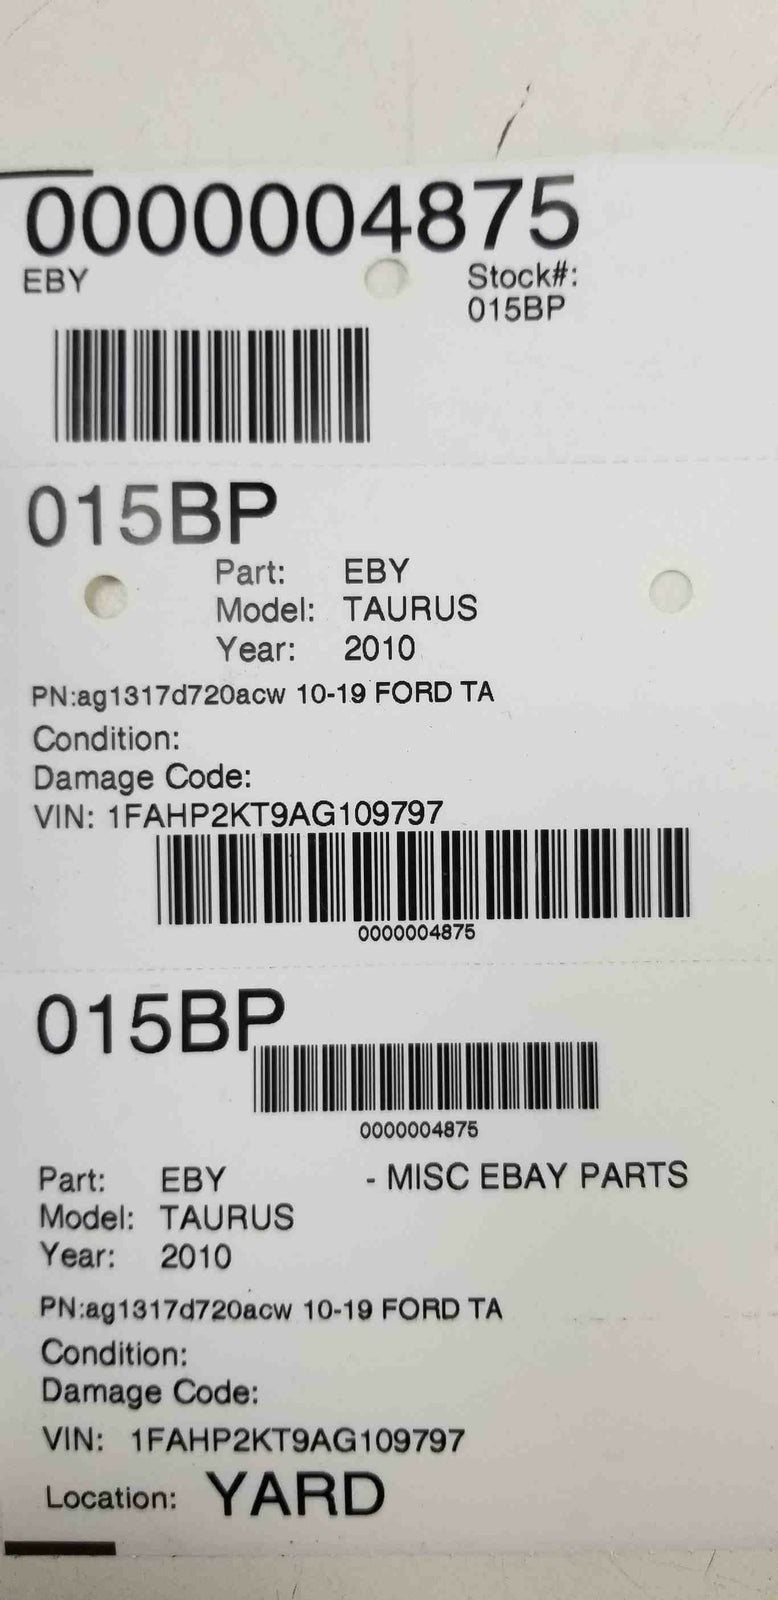 0000004875
EBY
Stock#:
015BP
015BP
Part: EBY
Model: TAURUS
Year: 2010
PN:ag1317d720acw 10-19 FORD TA
Condition:
Damage Code:
VIN: 1FAHP2KT9AG109797
0000004875
015BP
0000004875
Part: EBY - MISC EBAY PARTS
Model: TAURUS
Year: 2010
PN:ag1317d720acw 10-19 FORD TA
Condition:
Damage Code:
VIN: 1FAHP2KT9AG109797
Location: YARD